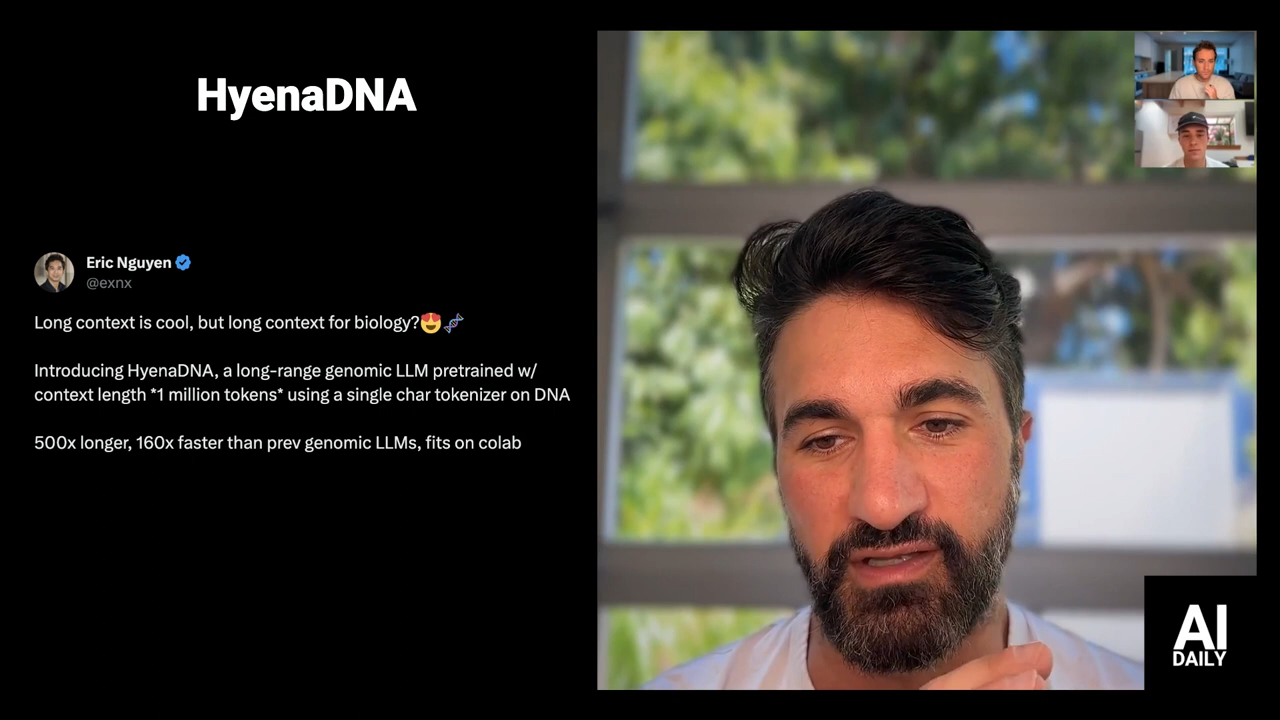 HyenaDNA
Eric Nguyen
@exnx
Long context is cool, but long context for biology?😍🧬
Introducing HyenaDNA, a long-range genomic LLM pretrained w/
context length *1 million tokens* using a single char tokenizer on DNA
500x longer, 160x faster than prev genomic LLMs, fits on colab
AI
DAILY